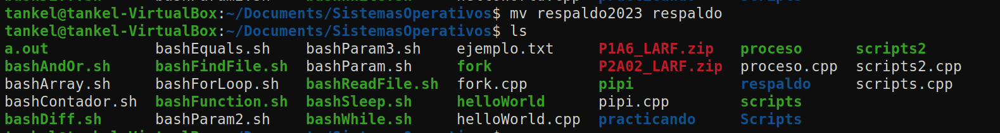 tankel@tankel-VirtualBox:~/Documents/SistemasOperativos$ mv respaldo2023 respaldo
tankel@tankel-VirtualBox:~/Documents/SistemasOperativos$ ls
a.out bashEquals.sh bashParam3.sh ejemplo.txt P1A6_LARF.zip proceso scripts2
bashAndOr.sh bashFindFile.sh bashParam.sh fork P2A02_LARF.zip proceso.cpp scripts2.cpp
bashArray.sh bashForLoop.sh bashReadFile.sh fork.cpp pipi respaldo scripts.cpp
bashContador.sh bashFunction.sh bashSleep.sh helloWorld pipi.cpp scripts
bashDiff.sh bashParam2.sh bashWhile.sh helloWorld.cpp practicando Scripts